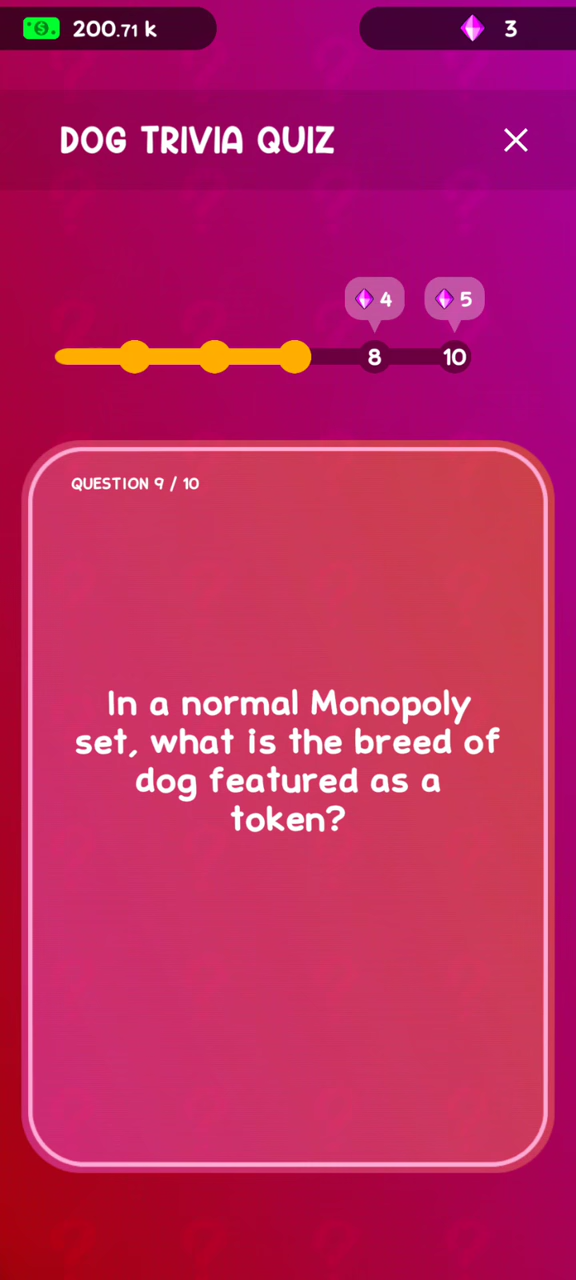 200.71 k
3
DOG TRIVIA QUIZ
4
5
8
10
QUESTION 9 / 10
In a normal Monopoly
set, what is the breed of
dog featured as a
token?